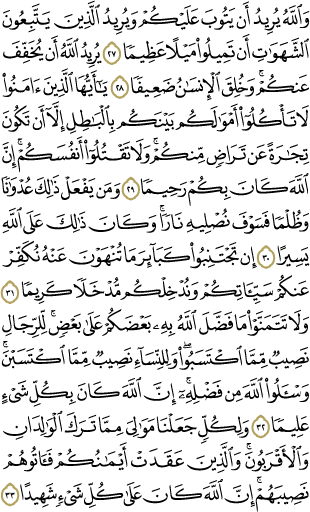 وَٱللَّهُ يُرِيدُ أَن يَتُوبَ عَلَيْكُمْ وَيُرِيدُ ٱلَّذِينَ يَتَّبِعُونَ
ٱلشَّهَوَٰتِ أَن تَمِيلُوا۟ مَيْلًا عَظِيمًا ٢٧ يُرِيدُ ٱللَّهُ أَن يُخَفِّفَ
عَنكُمْ ۚ وَخُلِقَ ٱلْإِنسَٰنُ ضَعِيفًا ٢٨ يَٰٓأَيُّهَا ٱلَّذِينَ ءَامَنُوا۟
لَا تَأْكُلُوٓا۟ أَمْوَٰلَكُم بَيْنَكُم بِٱلْبَٰطِلِ إِلَّآ أَن تَكُونَ
تِجَٰرَةً عَن تَرَاضٍ مِّنكُمْ ۚ وَلَا تَقْتُلُوٓا۟ أَنفُسَكُمْ ۚ إِنَّ
ٱللَّهَ كَانَ بِكُمْ رَحِيمًا ٢٩ وَمَن يَفْعَلْ ذَٰلِكَ عُدْوَٰنًا
وَظُلْمًا فَسَوْفَ نُصْلِيهِ نَارًا ۚ وَكَانَ ذَٰلِكَ عَلَى ٱللَّهِ
يَسِيرًا ٣٠ إِن تَجْتَنِبُوا۟ كَبَآئِرَ مَا تُنْهَوْنَ عَنْهُ نُكَفِّرْ
عَنكُمْ سَيِّـَٔاتِكُمْ وَنُدْخِلْكُم مُّدْخَلًا كَرِيمًا ٣١
وَلَا تَتَمَنَّوْا۟ مَا فَضَّلَ ٱللَّهُ بِهِۦ بَعْضَكُمْ عَلَىٰ بَعْضٍ ۚ لِّلرِّجَالِ
نَصِيبٌ مِّمَّا ٱكْتَسَبُوا۟ ۖ وَلِلنِّسَآءِ نَصِيبٌ مِّمَّا ٱكْتَسَبْنَ ۚ
وَسْـَٔلُوا۟ ٱللَّهَ مِن فَضْلِهِۦٓ ۗ إِنَّ ٱللَّهَ كَانَ بِكُلِّ شَىْءٍ
عَلِيمًا ٣٢ وَلِكُلٍّ جَعَلْنَا مَوَٰلِىَ مِمَّا تَرَكَ ٱلْوَٰلِدَانِ
وَٱلْأَقْرَبُونَ ۚ وَٱلَّذِينَ عَقَدَتْ أَيْمَٰنُكُمْ فَـَٔاتُوهُمْ
نَصِيبَهُمْ ۚ إِنَّ ٱللَّهَ كَانَ عَلَىٰ كُلِّ شَىْءٍ شَهِيدًا ٣٣